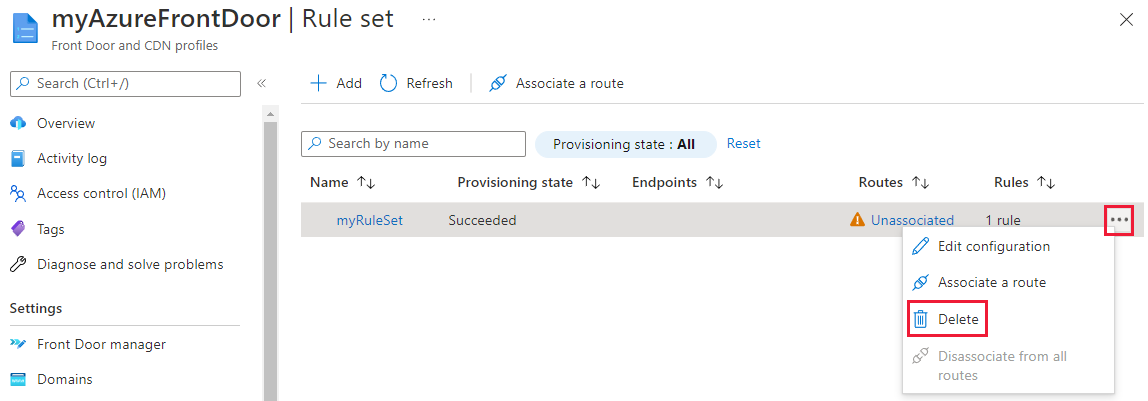 myAzureFrontDoor | Rule set ...
Front Door and CDN profiles
Search (Ctrl+/)
Overview
Activity log
Access control (IAM)
Tags
Diagnose and solve problems
Settings
Front Door manager
Domains
Add Refresh Associate a route
Search by name Provisioning state : All Reset
Name Provisioning state Endpoints Routes Rules
myRuleSet Succeeded Unassociated 1 rule
Edit configuration
Associate a route
Delete
Disassociate from all
routes